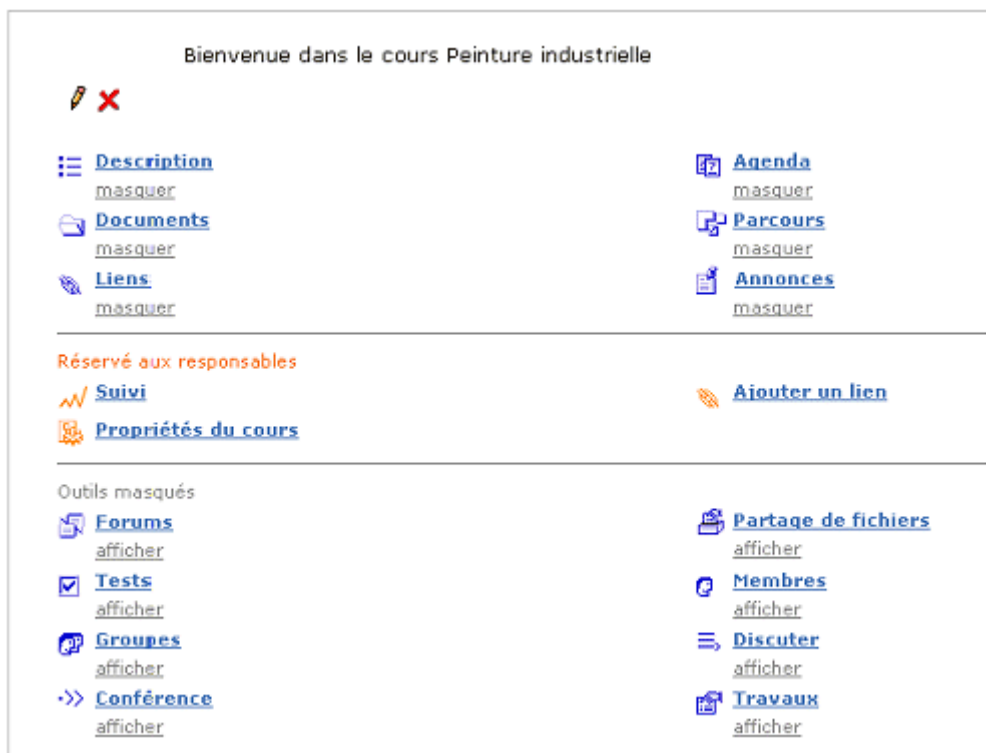 Bienvenue dans le cours Peinture industrielle
Description
Agenda
masquer
masquer
Documents
Parcours
masquer
masquer
Liens
Annonces
masquer
masquer
Réservé aux responsables
Suivi
Ajouter un lien
Propriétés du cours
Outils masqués
Forums
Partage de fichiers
afficher
afficher
Tests
Membres
afficher
afficher
Groupes
Discuter
afficher
afficher
Conférence
Travaux
afficher
afficher